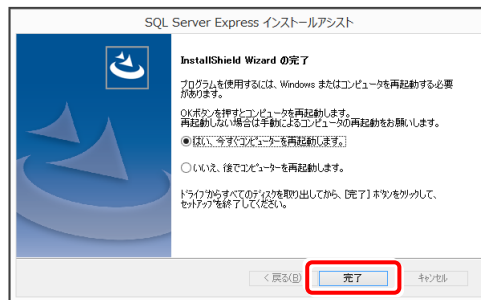 SQL Server Express インストールアシスト
InstallShield Wizard の完了
プログラムを使用するには、Windows またはコンピュータを再起動する必要
があります。
OKボタンを押すとコンピュータを再起動します。
再起動しない場合は手動によるコンピュータの再起動をお願いします。
はい、今すぐコンピューターを再起動します。
いいえ、後でコンピューターを再起動します。
ドライブからすべてのディスクを取り出してから、[完了] ボタンをクリックして、
セットアップを終了してください。
< 戻る(B) 完了 キャンセル